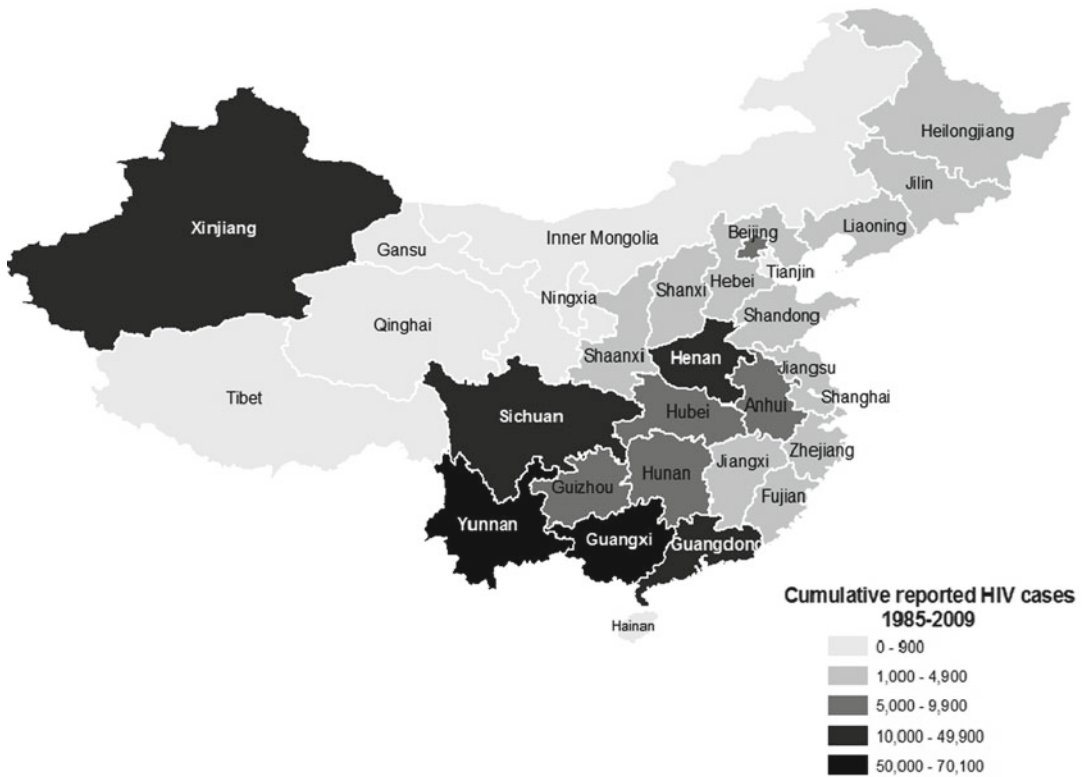 Heilongjiang
Jilin
Xinjiang
Beijing
Liaoning
Inner Mongolia
Gansu
Tianjin
Hebei
Shanxi
Ningxia
Shandong
Qinghai
Shaanxi
Henan
Jiangsu
Tibet
Shanghai
Anhui
Sichuan
Hubei
Zhejiang
Jiangxi
Hunan
Guizhou
Fujian
Yunnan
Guangxi
Guangdong
Hainan
Cumulative reported HIV cases
1985-2009
0 - 900
1,000 - 4,900
5,000 - 9,900
10,000 - 49,900
50,000 - 70,100